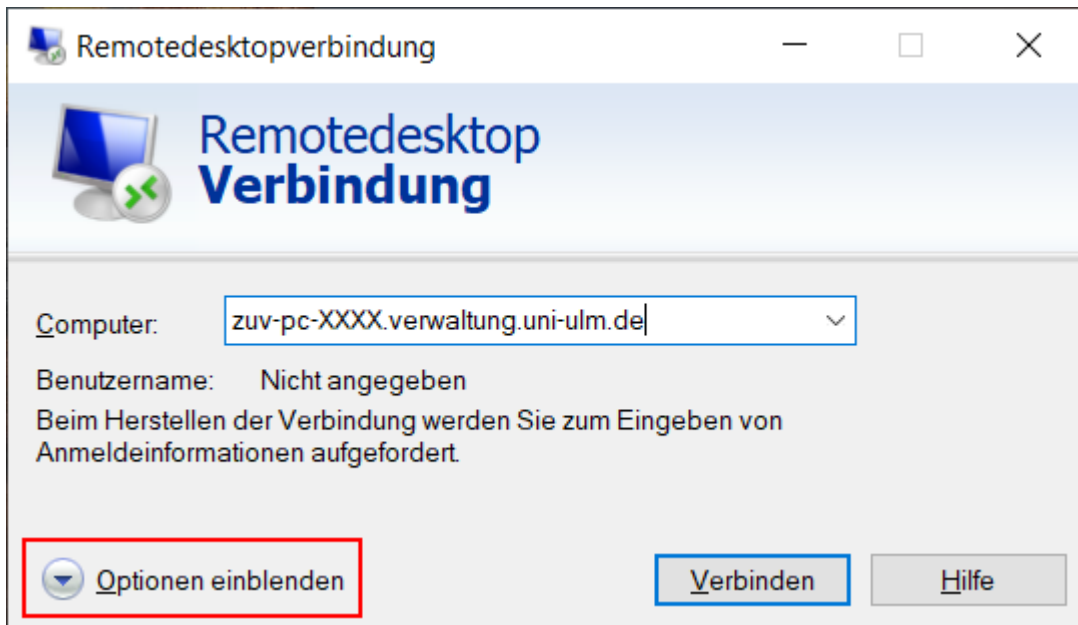 Remotedesktopverbindung
Remotedesktop
Verbindung
Computer: zuv-pc-XXXX.verwaltung.uni-ulm.de
Benutzername: Nicht angegeben
Beim Herstellen der Verbindung werden Sie zum Eingeben von
Anmeldeinformationen aufgefordert.
Optionen einblenden Verbinden Hilfe